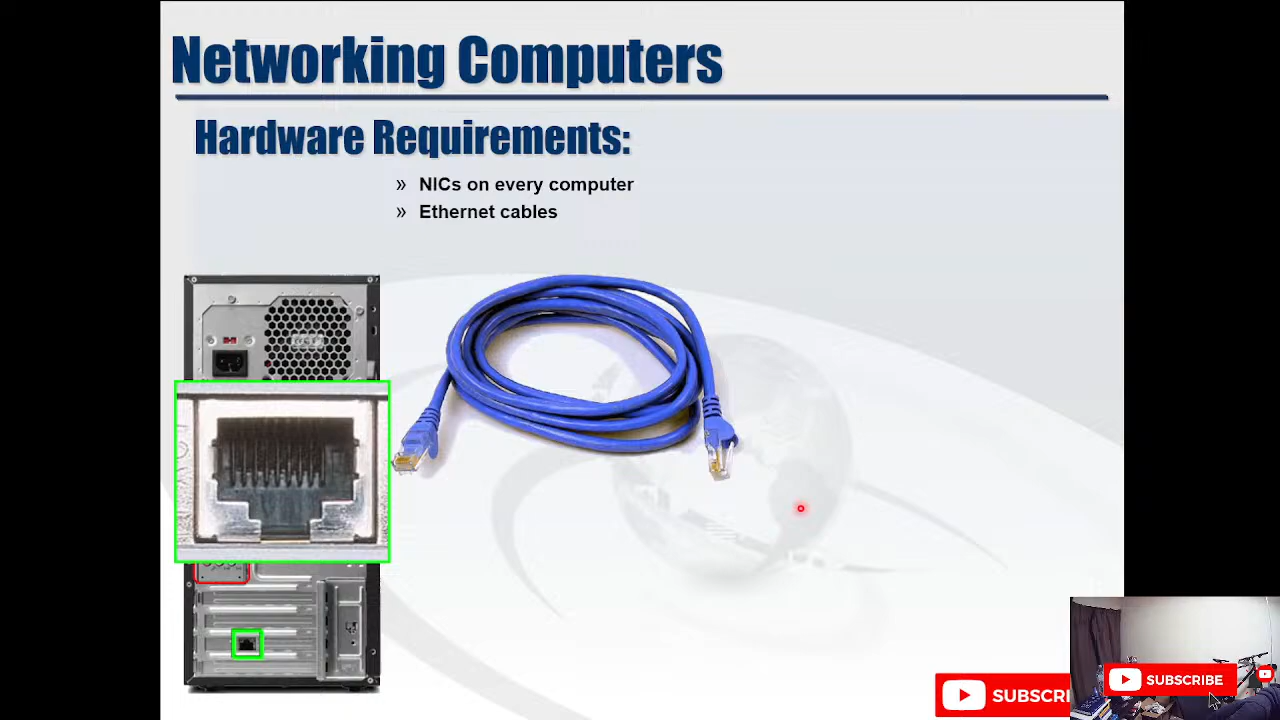 Networking Computers
Hardware Requirements:
» NICs on every computer
» Ethernet cables
SUBSCRI
SUBSCRIBE